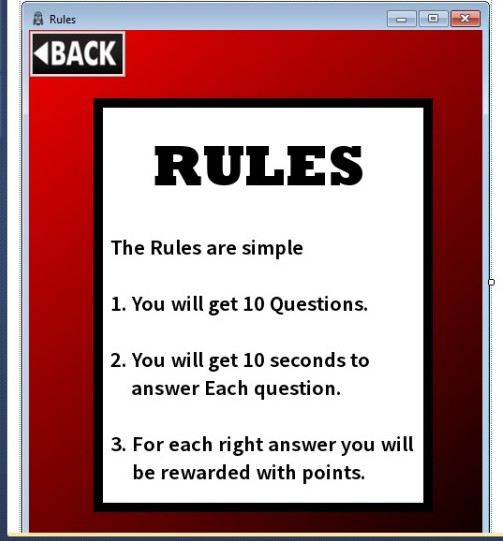 Rules
BACK
RULES
The Rules are simple
1. You will get 10 Questions.
2. You will get 10 seconds to
answer Each question.
3. For each right answer you will
be rewarded with points.